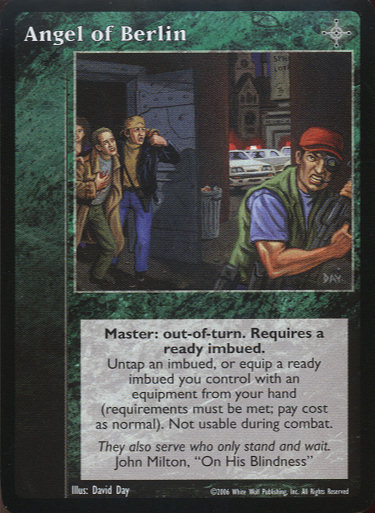 Angel of Berlin
DAY
Master: out-of-turn. Requires a
ready imbued.
Untap an imbued, or equip a ready
imbued you control with an
equipment from your hand
(requirements must be met; pay cost
as normal). Not usable during combat.
They also serve who only stand and wait.
John Milton, "On His Blindness"
Illus: David Day
©2006 White Wolf Publishing, Inc. All Rights Reserved